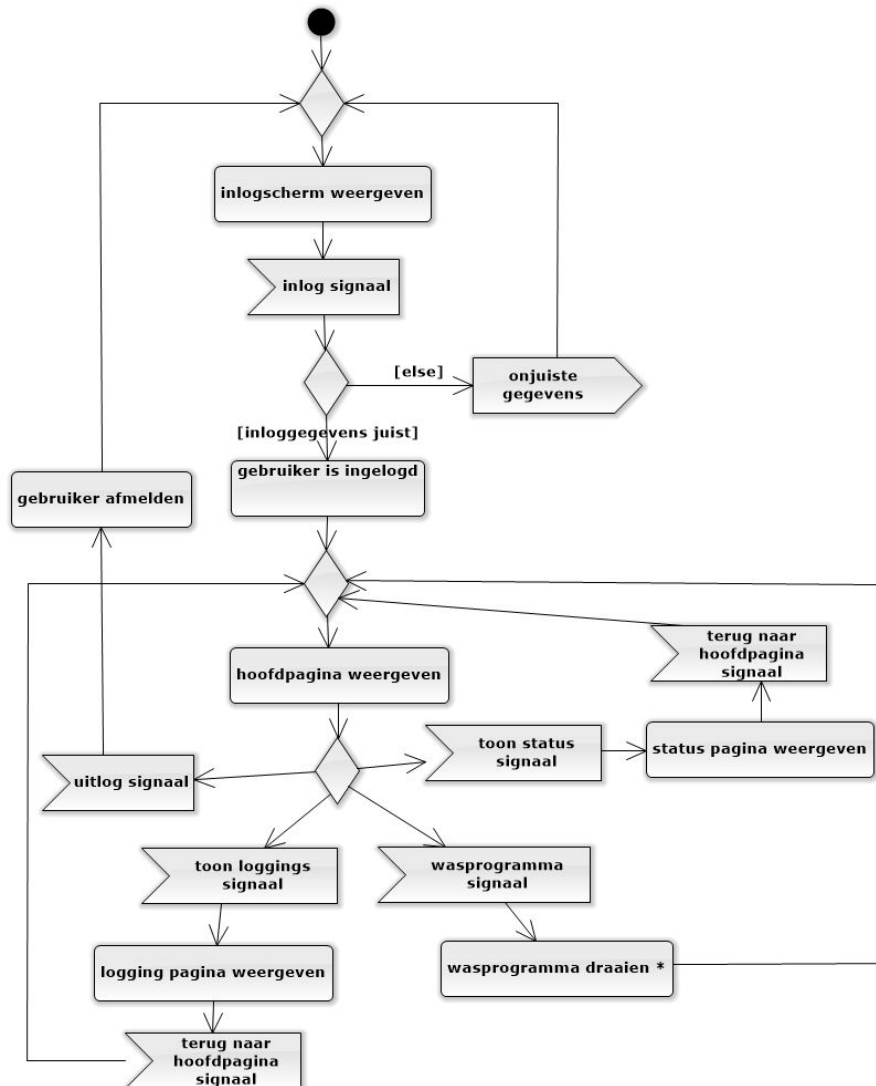 inlogscherm weergeven
inlog signaal
[else]
onjuiste
gegevens
[inloggegevens juist]
gebruiker is ingelogd
gebruiker afmelden
terug naar
hoofdpagina
signaal
hoofdpagina weergeven
toon status
signaal
status pagina weergeven
uitlog signaal
toon loggings
signaal
wasprogramma
signaal
logging pagina weergeven
wasprogramma draaien *
terug naar
hoofdpagina
signaal